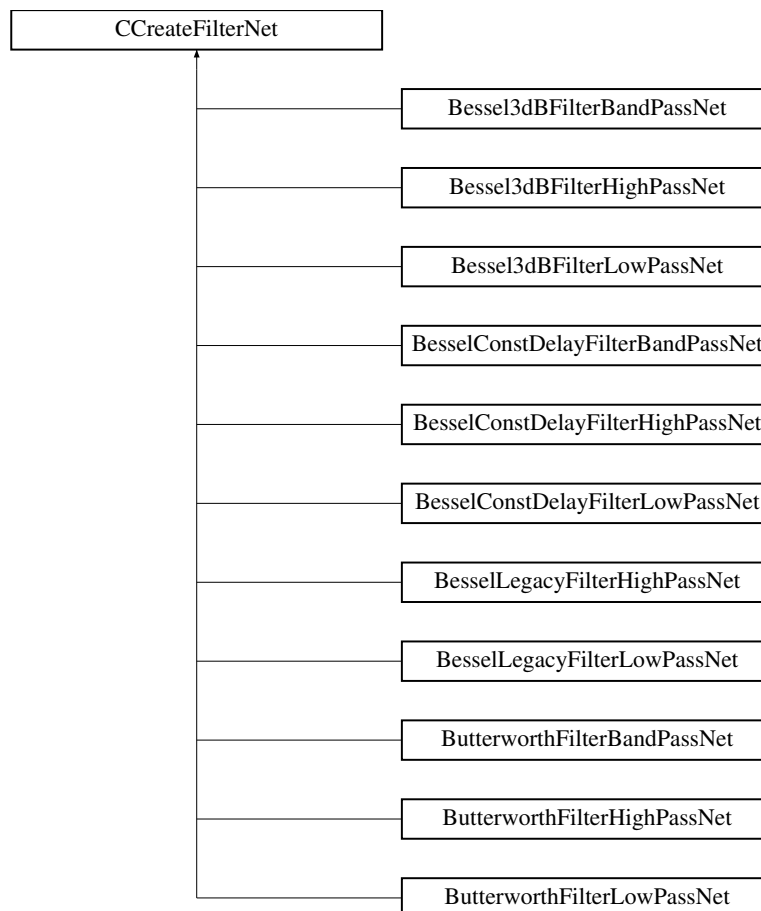 CCreateFilterNet
Bessel3dBFilterBandPassNet
Bessel3dBFilterHighPassNet
Bessel3dBFilterLowPassNet
BesselConstDelayFilterBandPassNet
BesselConstDelayFilterHighPassNet
BesselConstDelayFilterLowPassNet
BesselLegacyFilterHighPassNet
BesselLegacyFilterLowPassNet
ButterworthFilterBandPassNet
ButterworthFilterHighPassNet
ButterworthFilterLowPassNet